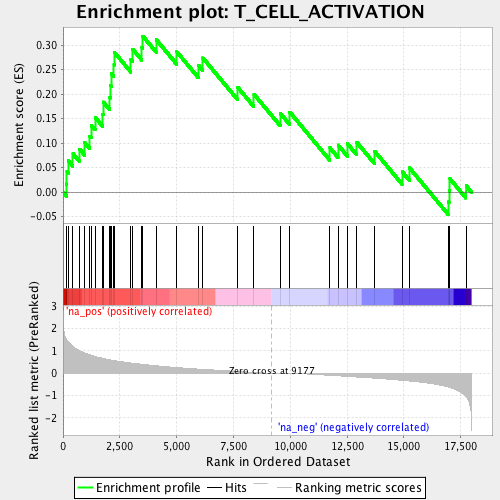 Enrichment plot: T_CELL_ACTIVATION
Enrichment score (ES)
0.30
0.25
0.20
0.15
0.10
0.05
0.00
-0.05
'na_pos' (positively correlated)
Ranked list metric (PreRanked)
3
2
1
0
-1
-2
Zero cross at 9177
'na_neg' (negatively correlated)
0
2,500
5,000
7,500
10,000
12,500
15,000
17,500
Rank in Ordered Dataset
Enrichment profile
Hits
Ranking metric scores